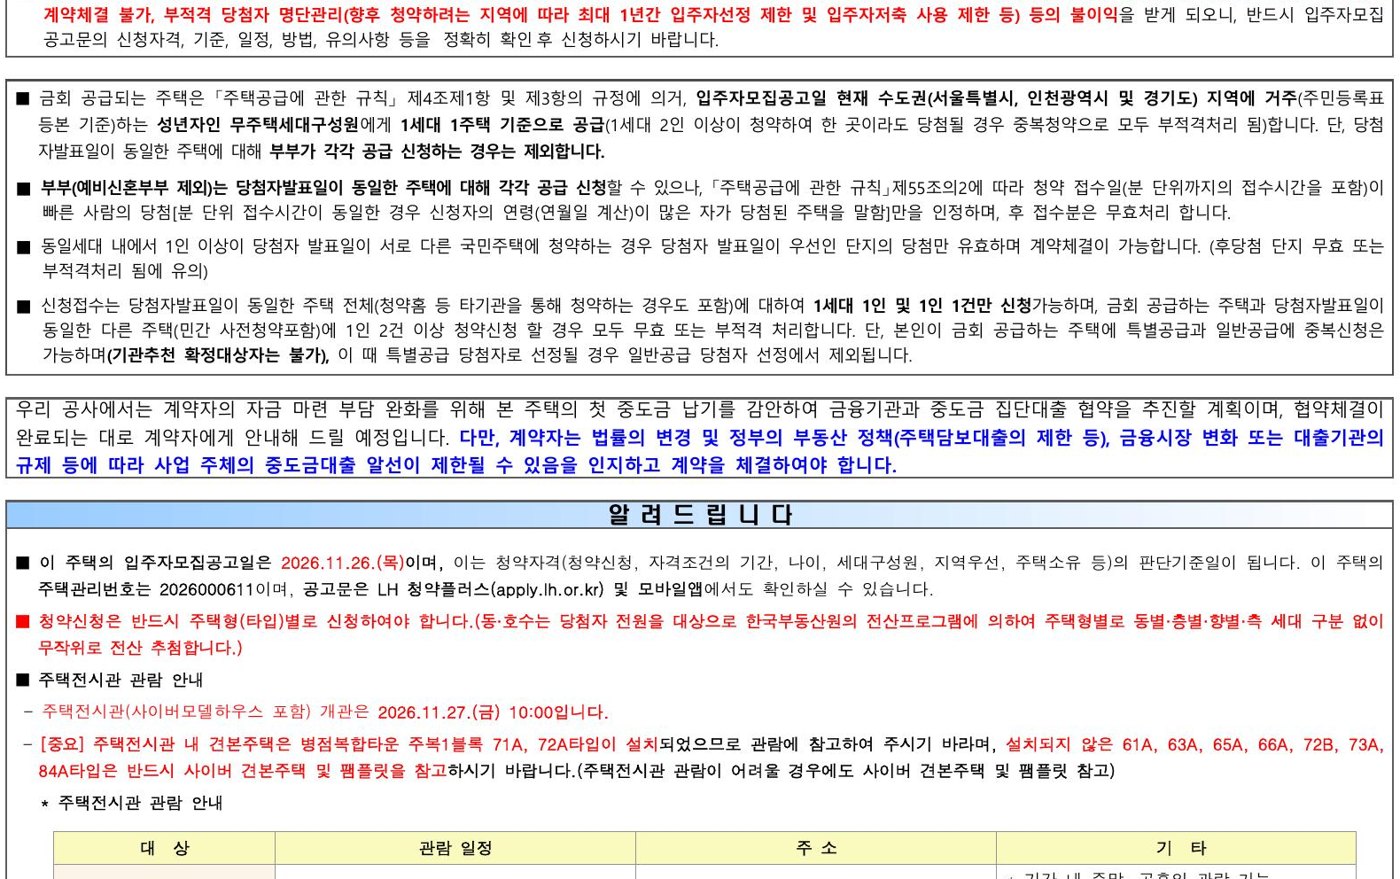 계약체결 불가, 부적격 당첨자 명단관리(향후 청약하려는 지역에 따라 최대 1년간 입주자선정 제한 및 입주자저축 사용 제한 등) 등의 불이익을 받게 되오니, 반드시 입주자모집
공고문의 신청자격, 기준, 일정, 방법, 유의사항 등을 정확히 확인 후 신청하시기 바랍니다.
■ 금회 공급되는 주택은 「주택공급에 관한 규칙」 제4조제1항 및 제3항의 규정에 의거, 입주자모집공고일 현재 수도권(서울특별시, 인천광역시 및 경기도) 지역에 거주(주민등록표
등본 기준)하는 성년자인 무주택세대구성원에게 1세대 1주택 기준으로 공급(1세대 2인 이상이 청약하여 한 곳이라도 당첨될 경우 중복청약으로 모두 부적격처리 됨)합니다. 단, 당첨
자발표일이 동일한 주택에 대해 부부가 각각 공급 신청하는 경우는 제외합니다.
■ 부부(예비신혼부부 제외)는 당첨자발표일이 동일한 주택에 대해 각각 공급 신청할 수 있으나, 「주택공급에 관한 규칙」제55조의2에 따라 청약 접수일(분 단위까지의 접수시간을 포함)이
빠른 사람의 당첨[분 단위 접수시간이 동일한 경우 신청자의 연령(연월일 계산)이 많은 자가 당첨된 주택을 말함]만을 인정하며, 후 접수분은 무효처리 합니다.
■ 동일세대 내에서 1인 이상이 당첨자 발표일이 서로 다른 국민주택에 청약하는 경우 당첨자 발표일이 우선인 단지의 당첨만 유효하며 계약체결이 가능합니다. (후당첨 단지 무효 또는
부적격처리 됨에 유의)
■ 신청접수는 당첨자발표일이 동일한 주택 전체(청약홈 등 타기관을 통해 청약하는 경우도 포함)에 대하여 1세대 1인 및 1인 1건만 신청가능하며, 금회 공급하는 주택과 당첨자발표일이
동일한 다른 주택(민간 사전청약포함)에 1인 2건 이상 청약신청 할 경우 모두 무효 또는 부적격 처리합니다. 단, 본인이 금회 공급하는 주택에 특별공급과 일반공급에 중복신청은
가능하며(기관추천 확정대상자는 불가), 이 때 특별공급 당첨자로 선정될 경우 일반공급 당첨자 선정에서 제외됩니다.
우리 공사에서는 계약자의 자금 마련 부담 완화를 위해 본 주택의 첫 중도금 납기를 감안하여 금융기관과 중도금 집단대출 협약을 추진할 계획이며, 협약체결이
완료되는 대로 계약자에게 안내해 드릴 예정입니다. 다만, 계약자는 법률의 변경 및 정부의 부동산 정책(주택담보대출의 제한 등), 금융시장 변화 또는 대출기관의
규제 등에 따라 사업 주체의 중도금대출 알선이 제한될 수 있음을 인지하고 계약을 체결하여야 합니다.
알 려 드 립 니 다
■ 이 주택의 입주자모집공고일은 2026.11.26.(목)이며, 이는 청약자격(청약신청, 자격조건의 기간, 나이, 세대구성원, 지역우선, 주택소유 등)의 판단기준일이 됩니다. 이 주택의
주택관리번호는 2026000611이며, 공고문은 LH 청약플러스(apply.lh.or.kr) 및 모바일앱에서도 확인하실 수 있습니다.
■ 청약신청은 반드시 주택형(타입)별로 신청하여야 합니다.(동·호수는 당첨자 전원을 대상으로 한국부동산원의 전산프로그램에 의하여 주택형별로 동별·층별·향별·측 세대 구분 없이
무작위로 전산 추첨합니다.)
■ 주택전시관 관람 안내
– 주택전시관(사이버모델하우스 포함) 개관은 2026.11.27.(금) 10:00입니다.
– [중요] 주택전시관 내 견본주택은 병점복합타운 주복1블록 71A, 72A타입이 설치되었으므로 관람에 참고하여 주시기 바라며, 설치되지 않은 61A, 63A, 65A, 66A, 72B, 73A,
84A타입은 반드시 사이버 견본주택 및 팸플릿을 참고하시기 바랍니다.(주택전시관 관람이 어려울 경우에도 사이버 견본주택 및 팸플릿 참고)
* 주택전시관 관람 안내
대 상 관람 일정 주 소 기 타